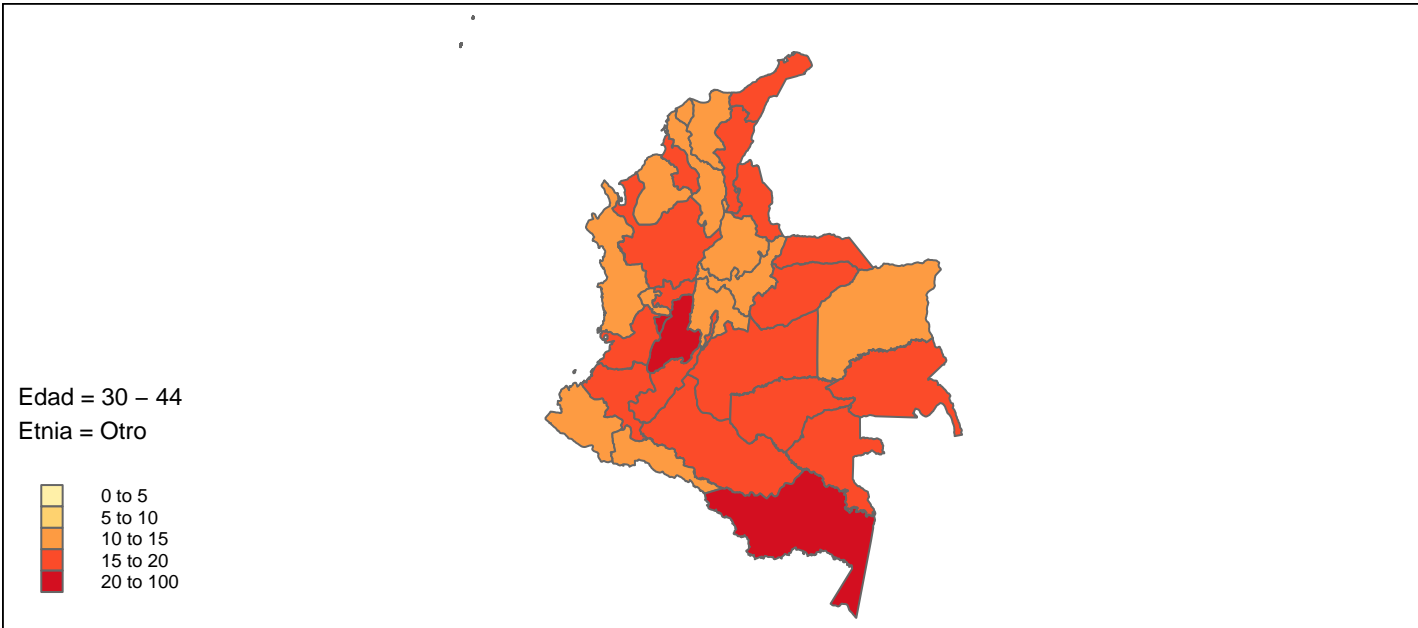 Edad = 30 – 44
Etnia = Otro
0 to 5
5 to 10
10 to 15
15 to 20
20 to 100